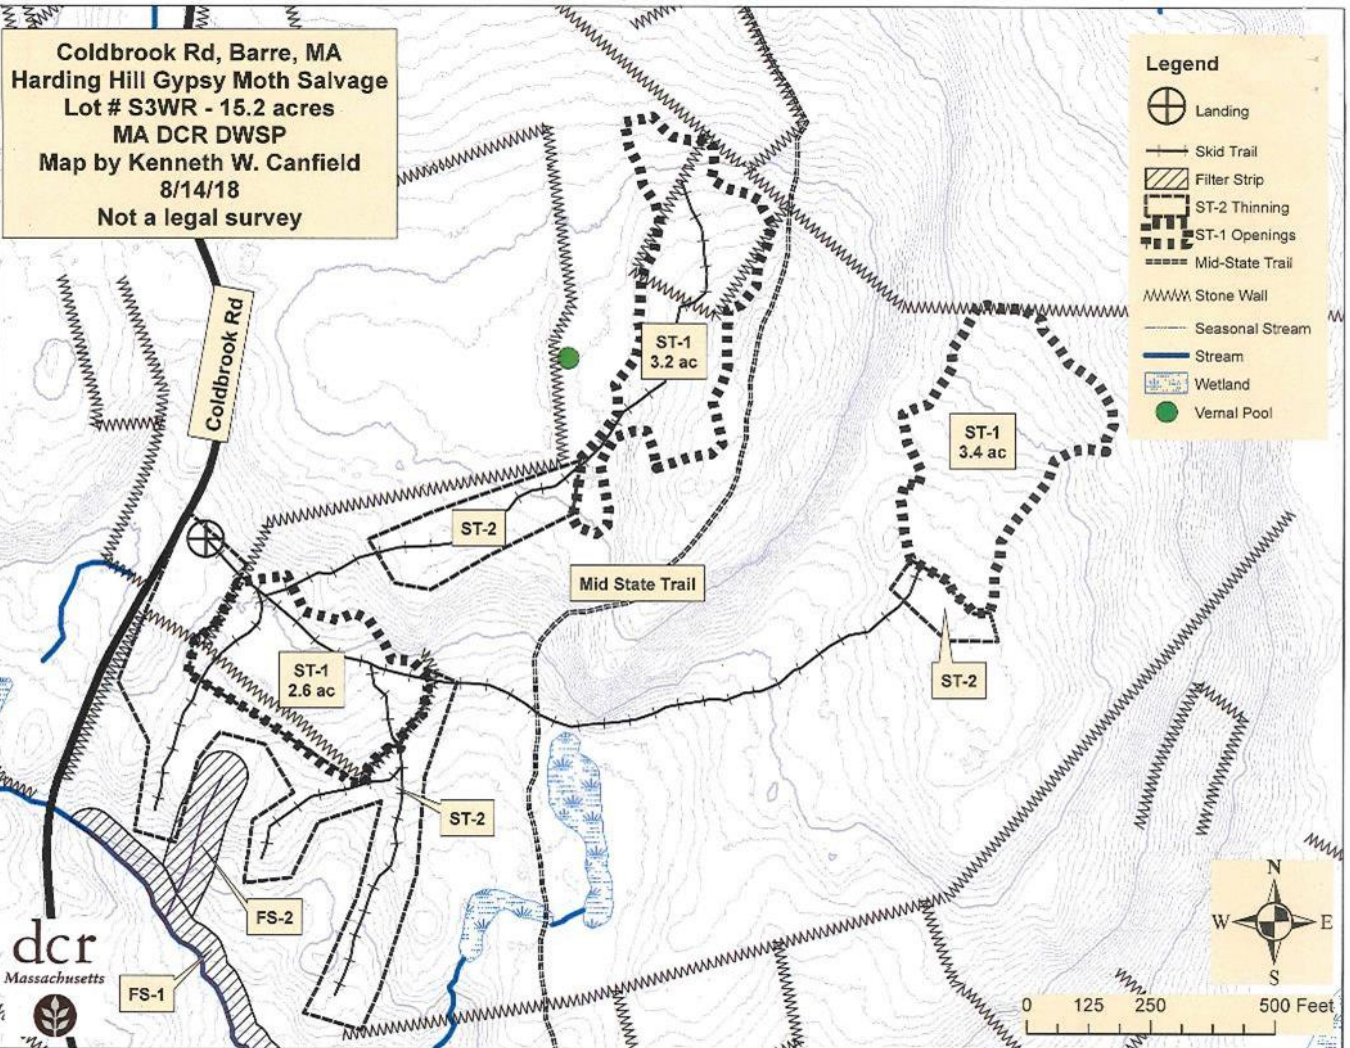 Coldbrook Rd, Barre, MA
Harding Hill Gypsy Moth Salvage
Lot # S3WR - 15.2 acres
MA DCR DWSP
Map by Kenneth W. Canfield
8/14/18
Not a legal survey
Legend
Landing
Skid Trail
Filter Strip
ST-2 Thinning
ST-1 Openings
Mid-State Trail
Stone Wall
Seasonal Stream
Stream
Wetland
Vernal Pool
Coldbrook Rd
ST-1
3.2 ac
ST-1
3.4 ac
ST-2
Mid State Trail
ST-1
2.6 ac
ST-2
ST-2
FS-2
FS-1
dcr
Massachusetts
N
W E
S
0 125 250 500 Feet